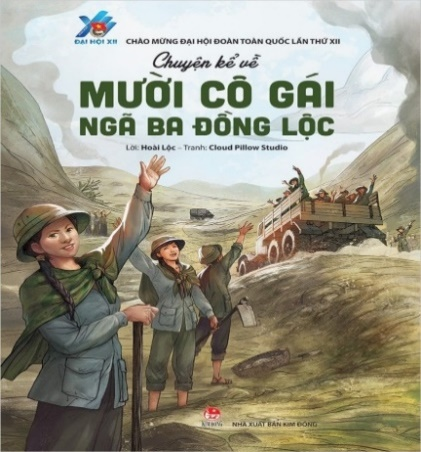 ĐẠI HỘI XII
CHÀO MỪNG ĐẠI HỘI ĐOÀN TOÀN QUỐC LẦN THỨ XII
Chuyện kể về
MƯỜI CÔ GÁI
NGÃ BA ĐỒNG LỘC
Lời: Hoài Lộc – Tranh: Cloud Pillow Studio
NHÀ XUẤT BẢN KIM ĐỒNG